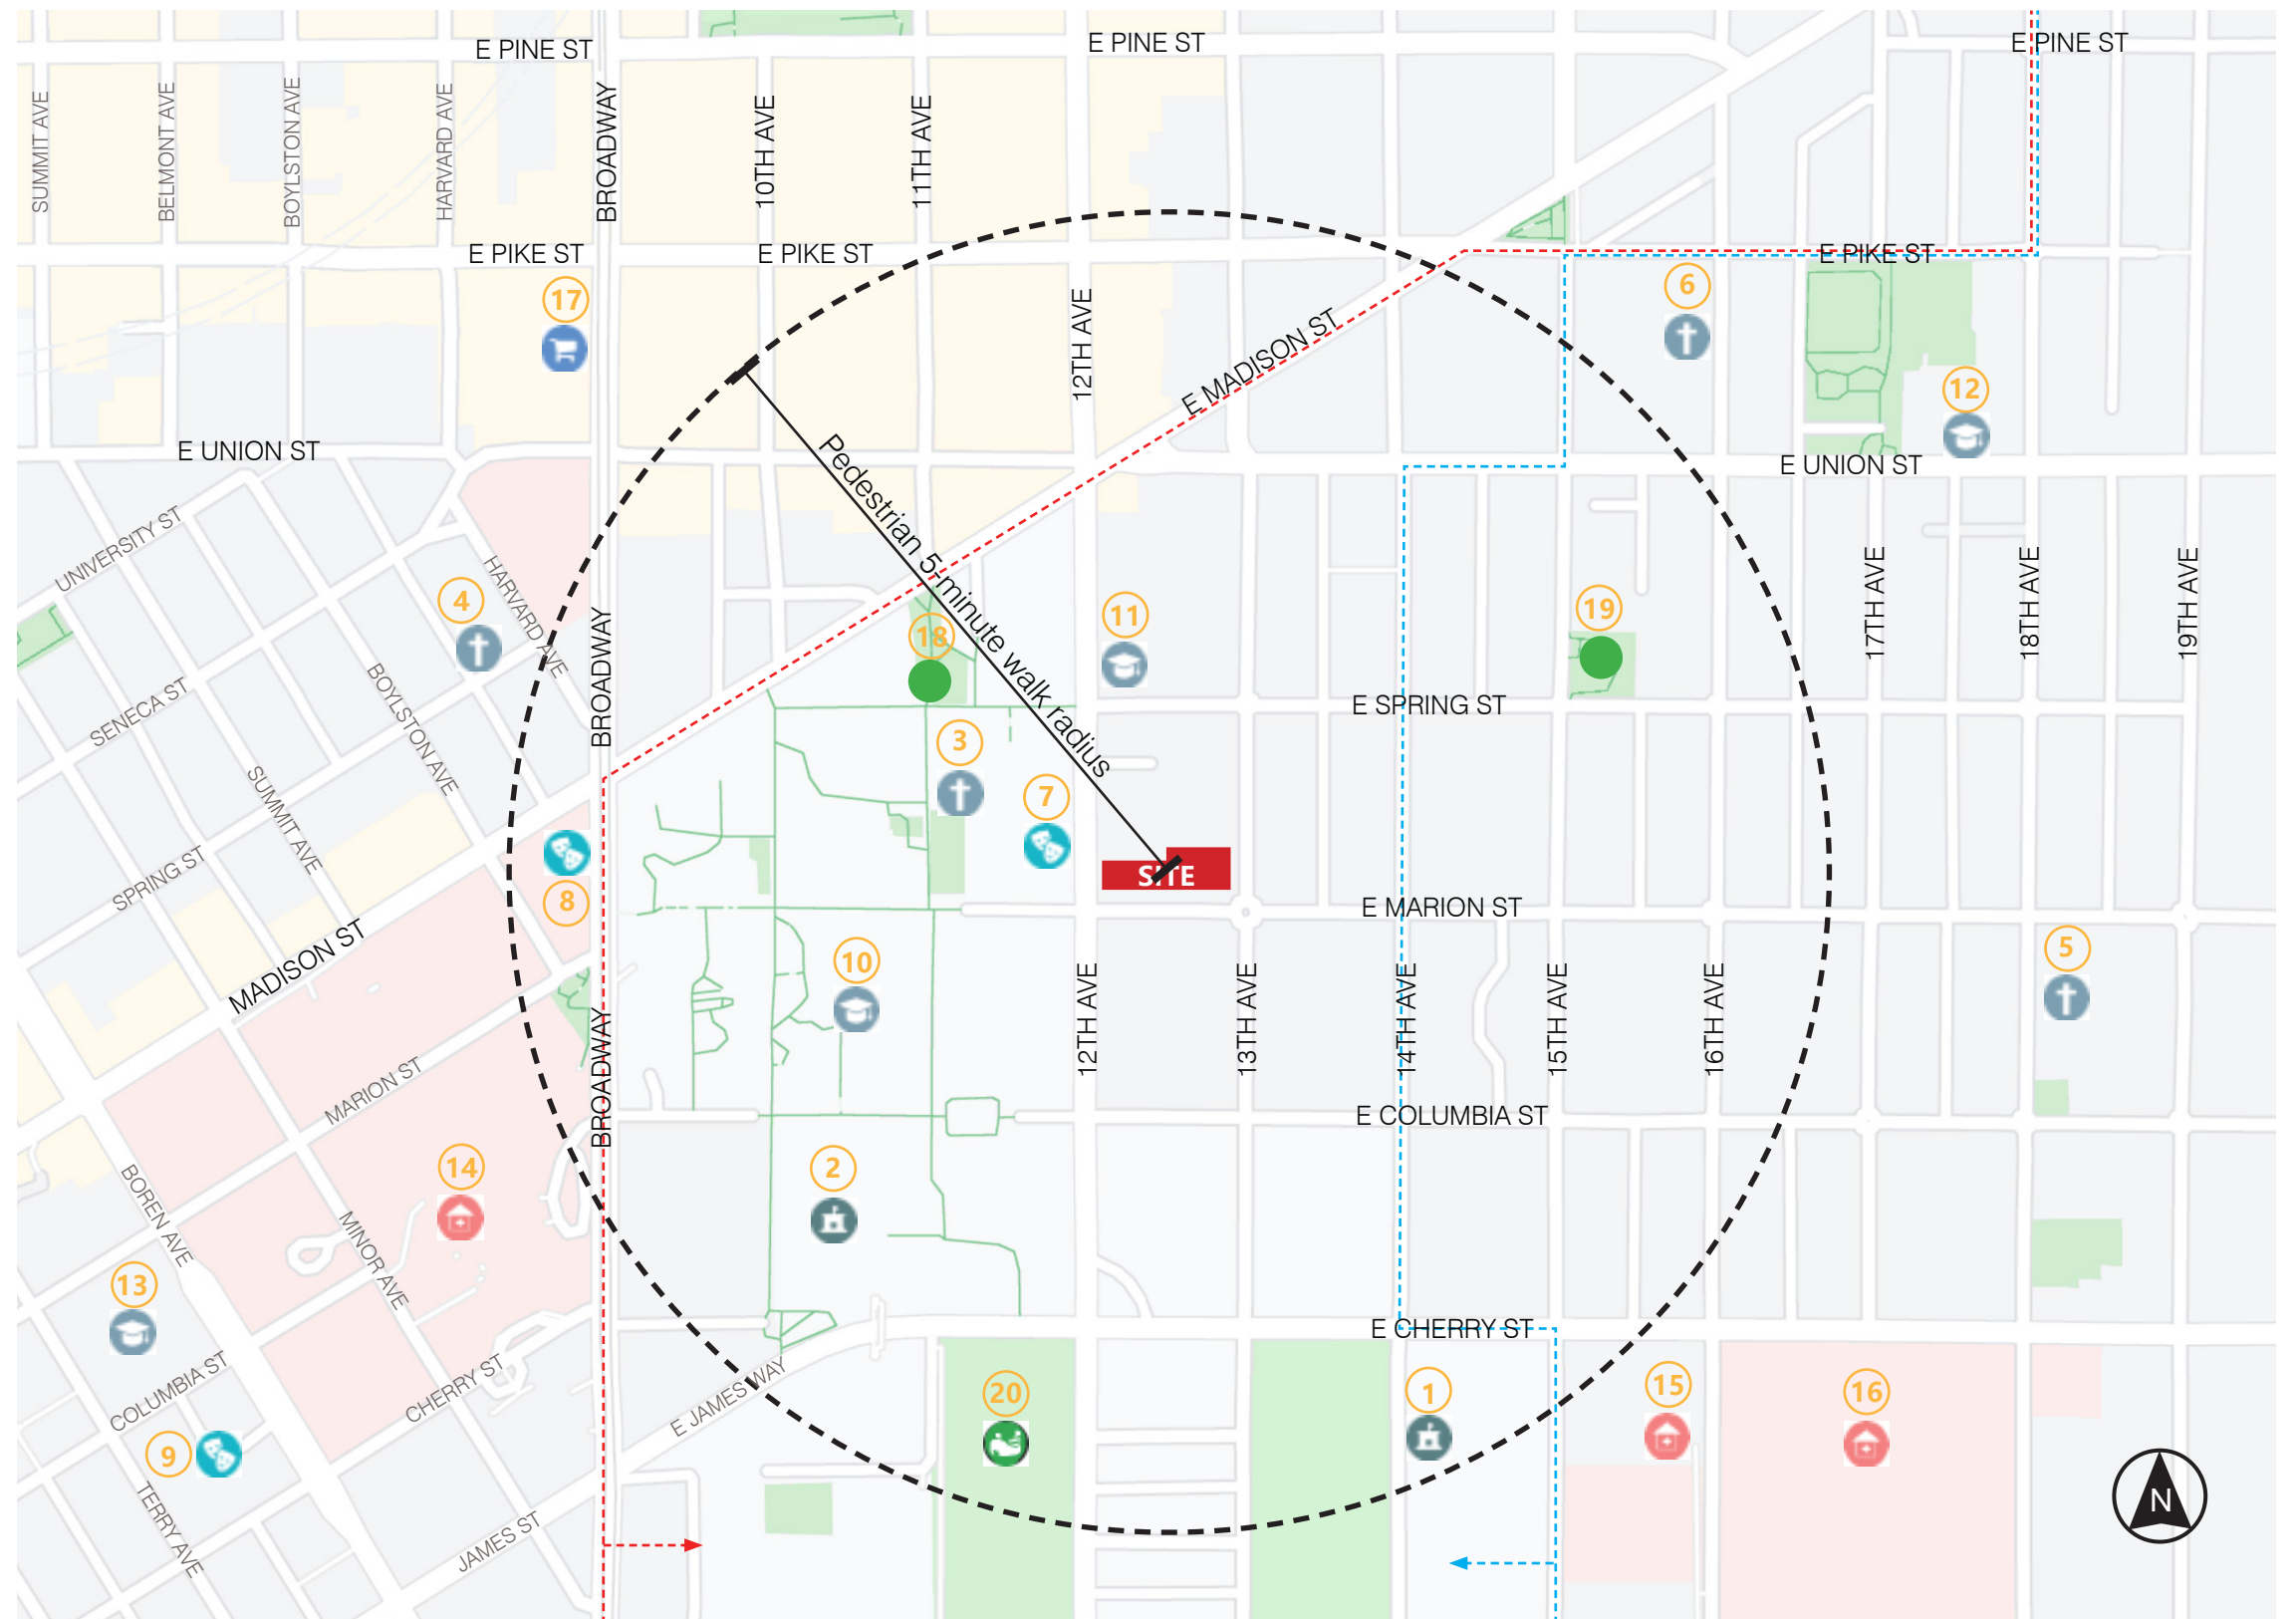 E PINE ST
E PINE ST
E PINE ST
SUMMIT AVE
BELMONT AVE
BOYLSTON AVE
HARVARD AVE
BROADWAY
10TH AVE
11TH AVE
E PIKE ST
E PIKE ST
E PIKE ST
17
6
12TH AVE
E MADISON ST
12
E UNION ST
E UNION ST
Pedestrian 5-minute walk radius
UNIVERSITY ST
HARVARD AVE
4
BROADWAY
18
11
19
17TH AVE
18TH AVE
19TH AVE
SENECA ST
BOYLSTON AVE
E SPRING ST
3
7
SUMMIT AVE
SPRING ST
8
SITE
E MARION ST
MADISON ST
10
5
BROADWAY
12TH AVE
13TH AVE
14TH AVE
15TH AVE
16TH AVE
MARION ST
E COLUMBIA ST
14
2
BOREN AVE
MINOR AVE
13
E CHERRY ST
COLUMBIA ST
CHERRY ST
E JAMES WAY
20
1
15
16
9
TERRY AVE
JAMES ST
N